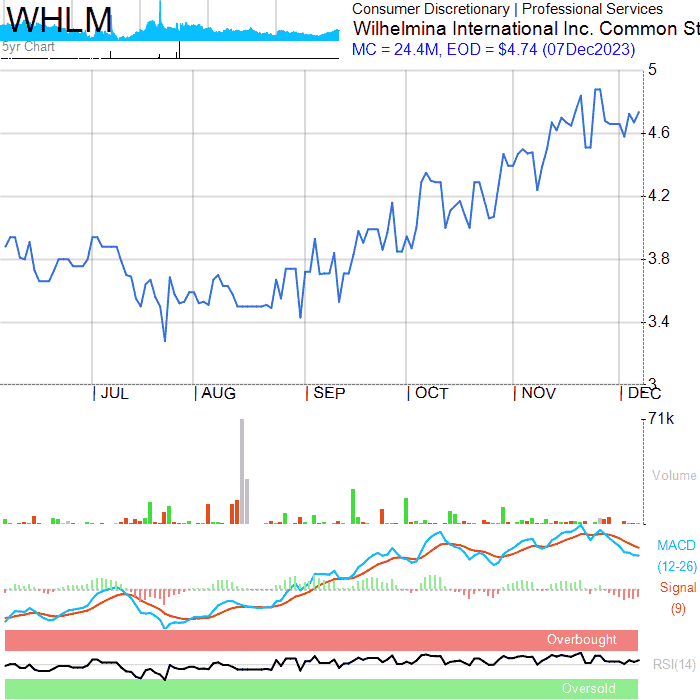 WHLM
Consumer Discretionary | Professional Services
Wilhelmina International Inc. Common St
MC = 24.4M, EOD = $4.74 (07Dec2023)
5yr Chart
5
4.6
4.2
3.8
3.4
3
JUL AUG SEP OCT NOV DEC
71k
Volume
MACD
(12-26)
Signal
(9)
Overbought
RSI(14)
Oversold